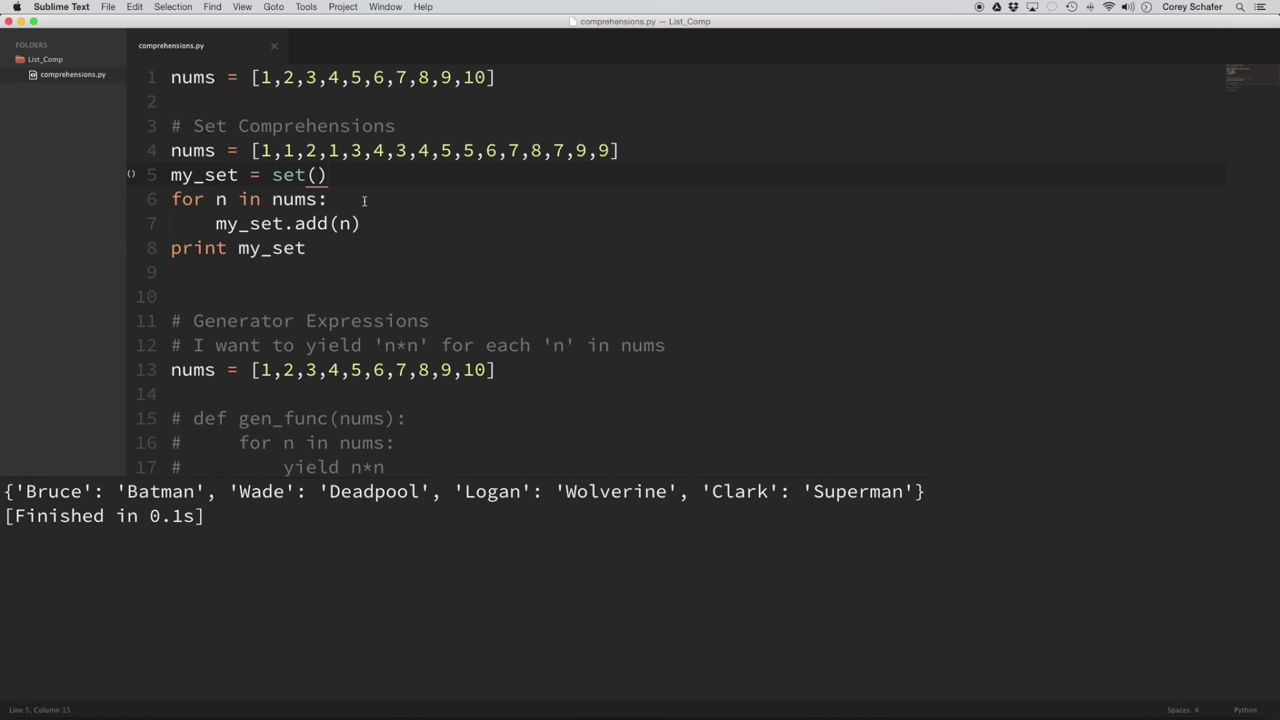 Sublime Text File Edit Selection Find View Goto Tools Project Window Help Corey Schafer
comprehensions.py — List_Comp
FOLDERS
List_Comp
comprehensions.py
comprehensions.py
1 nums = [1,2,3,4,5,6,7,8,9,10]
2
3 # Set Comprehensions
4 nums = [1,1,2,1,3,4,3,4,5,5,6,7,8,7,9,9]
5 my_set = set()
6 for n in nums:
7 my_set.add(n)
8 print my_set
9
10
11 # Generator Expressions
12 # I want to yield 'n*n' for each 'n' in nums
13 nums = [1,2,3,4,5,6,7,8,9,10]
14
15 # def gen_func(nums):
16 # for n in nums:
17 # yield n*n
{'Bruce': 'Batman', 'Wade': 'Deadpool', 'Logan': 'Wolverine', 'Clark': 'Superman'}
[Finished in 0.1s]
Line 5, Column 15 Spaces: 4 Python